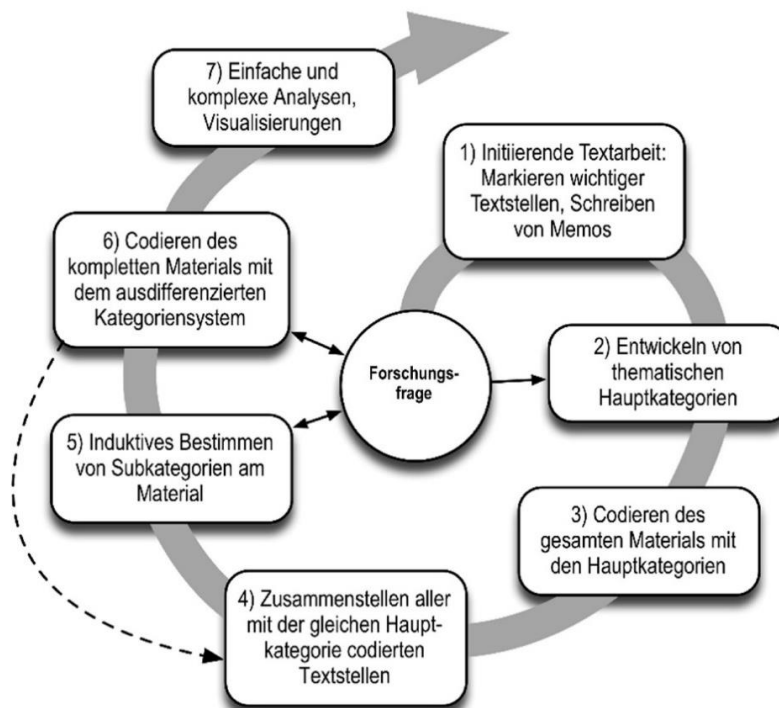 7) Einfache und
komplexe Analysen,
Visualisierungen
1) Initiierende Textarbeit:
Markieren wichtiger
Textstellen, Schreiben
von Memos
6) Codieren des
kompletten Materials mit
dem ausdifferenzierten
Kategoriensystem
Forschungs-
frage
2) Entwickeln von
thematischen
Hauptkategorien
5) Induktives Bestimmen
von Subkategorien am
Material
3) Codieren des
gesamten Materials mit
den Hauptkategorien
4) Zusammenstellen aller
mit der gleichen Haupt-
kategorie codierten
Textstellen